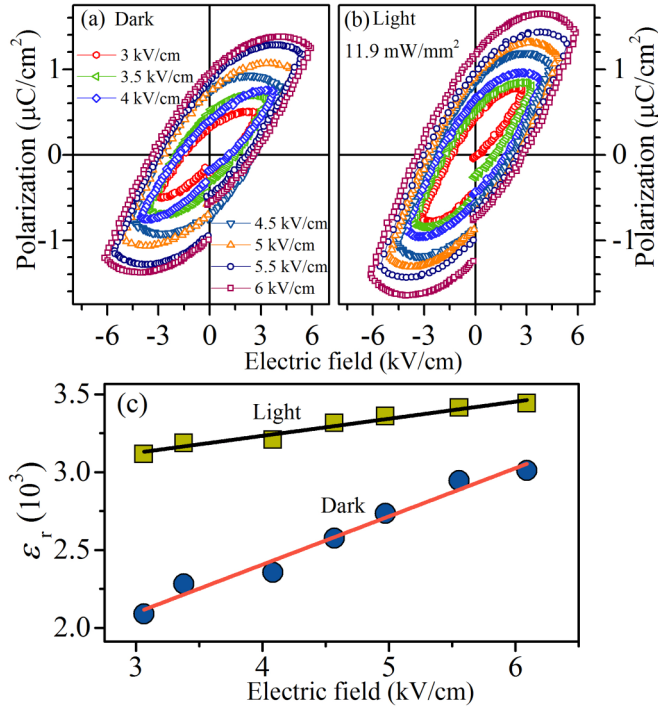 (a) Dark
3 kV/cm
3.5 kV/cm
4 kV/cm
4.5 kV/cm
5 kV/cm
5.5 kV/cm
6 kV/cm
1
0
-1
Polarization (μC/cm²)
-6 -3 0 3 6
(b) Light
11.9 mW/mm²
1
0
-1
Polarization (μC/cm²)
-6 -3 0 3 6
Electric field (kV/cm)
(c)
Light
Dark
3.5
3.0
2.5
2.0
εr (10³)
3 4 5 6
Electric field (kV/cm)